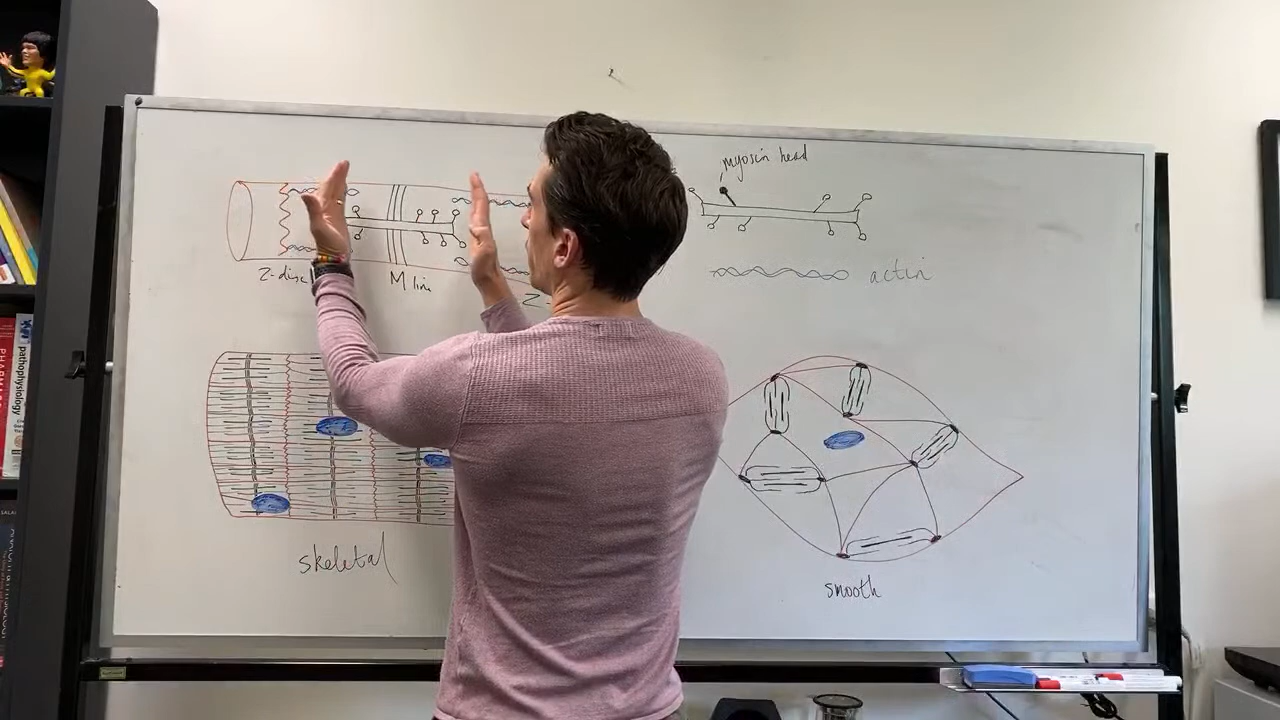 myosin head
actin
Z-disc
M line
Z-
skeletal
smooth
pathophysiology